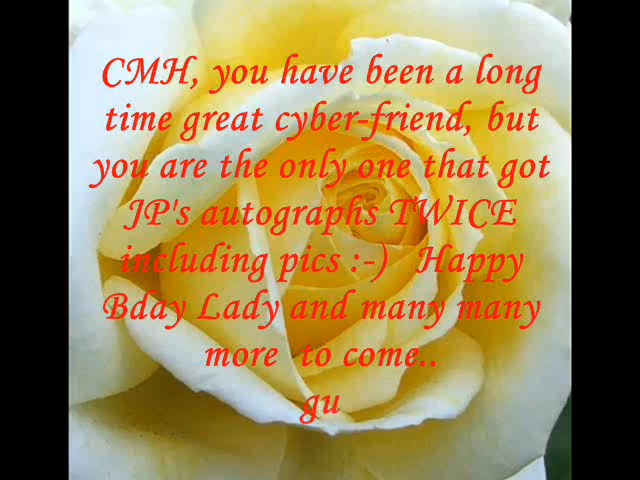 CMH, you have been a long
time great cyber-friend, but
you are the only one that got
JP's autographs TWICE
including pics :-) Happy
Bday Lady and many many
more to come..
gu